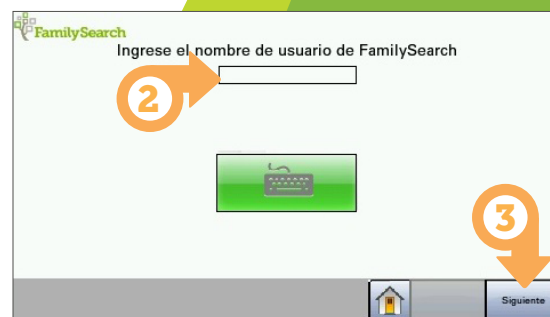 FamilySearch
Ingrese el nombre de usuario de FamilySearch
2
3
Siguiente